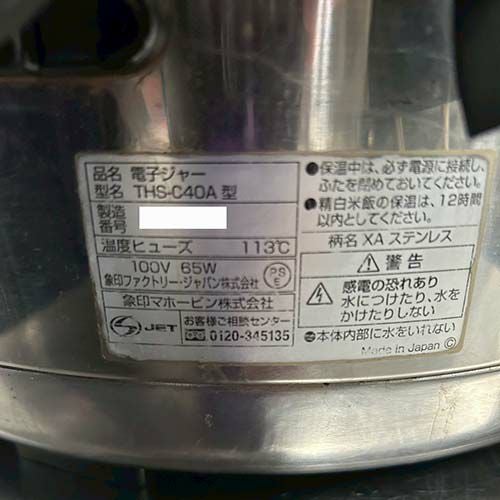 品名 電子ジャー
型名 THS-C40A 型
製造
番号
温度ヒューズ 113℃
100V 65W
象印ファクトリー・ジャパン株式会社
PS
E
象印マホービン株式会社
JET
お客様ご相談センター
0120-345135
●保温中は、必ず電源に接続し、
ふたを閉めておいてください。
●精白米飯の保温は、12時間
以内としてください。
柄名 XA ステンレス
⚠警告
感電の恐れあり
水につけたり、水を
かけたりしない
●本体内部に水をいれない
Made in Japan Ⓒ